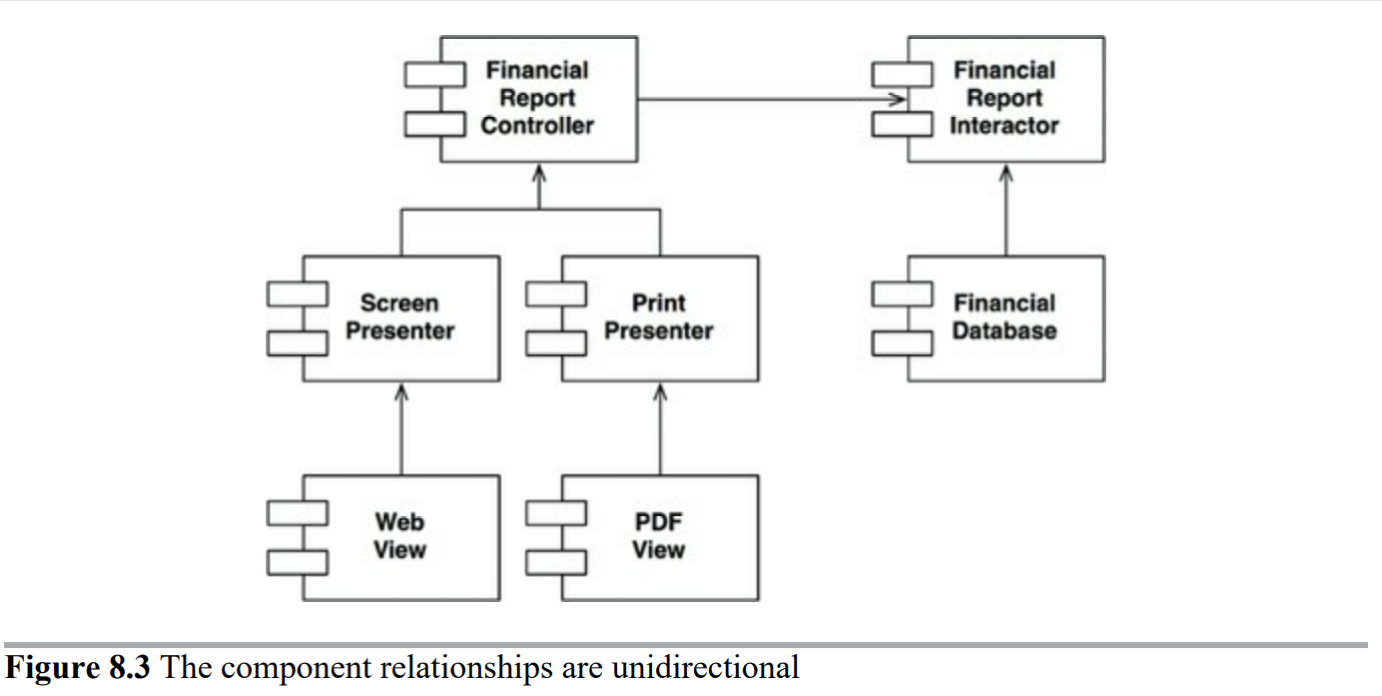 Financial
Report
Controller
Financial
Report
Interactor
Screen
Presenter
Print
Presenter
Financial
Database
Web
View
PDF
View
Figure 8.3 The component relationships are unidirectional